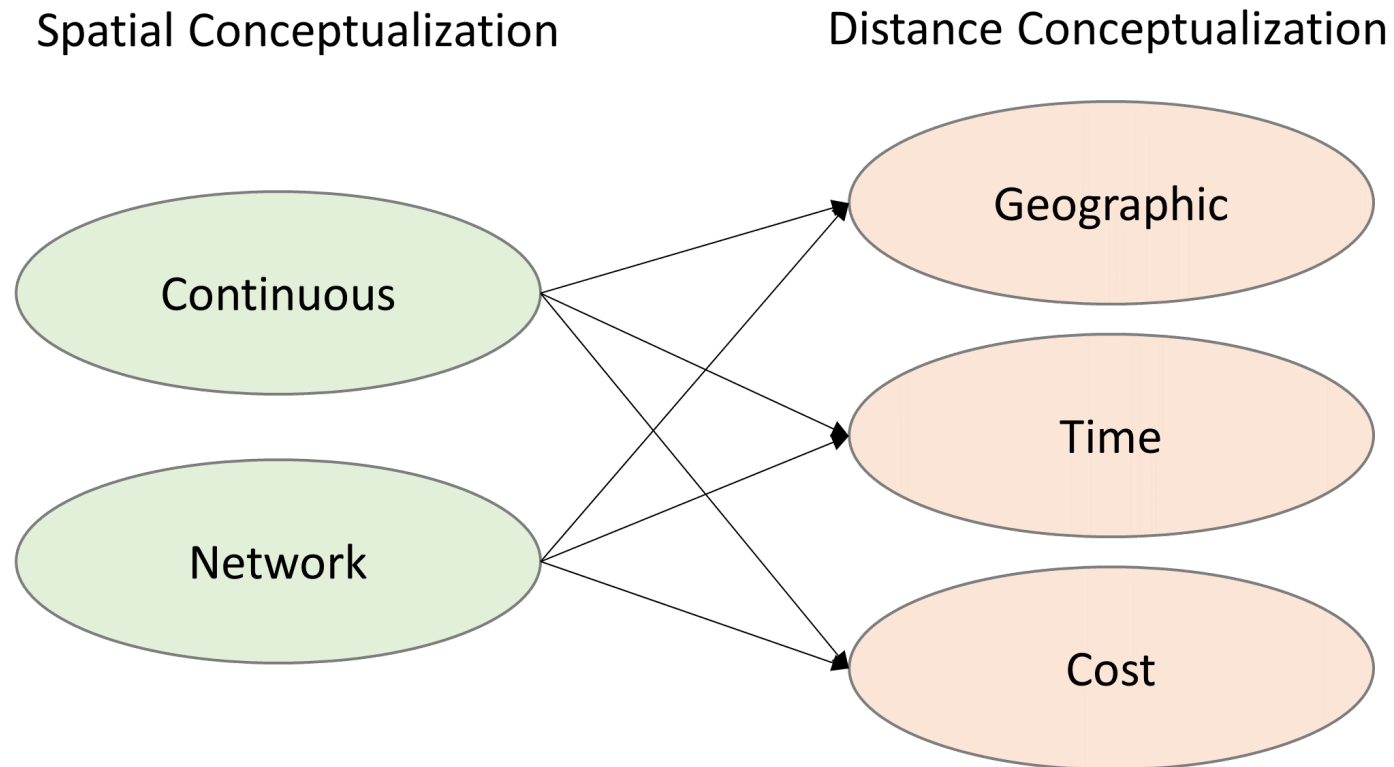 Spatial Conceptualization
Distance Conceptualization
Continuous
Network
Geographic
Time
Cost